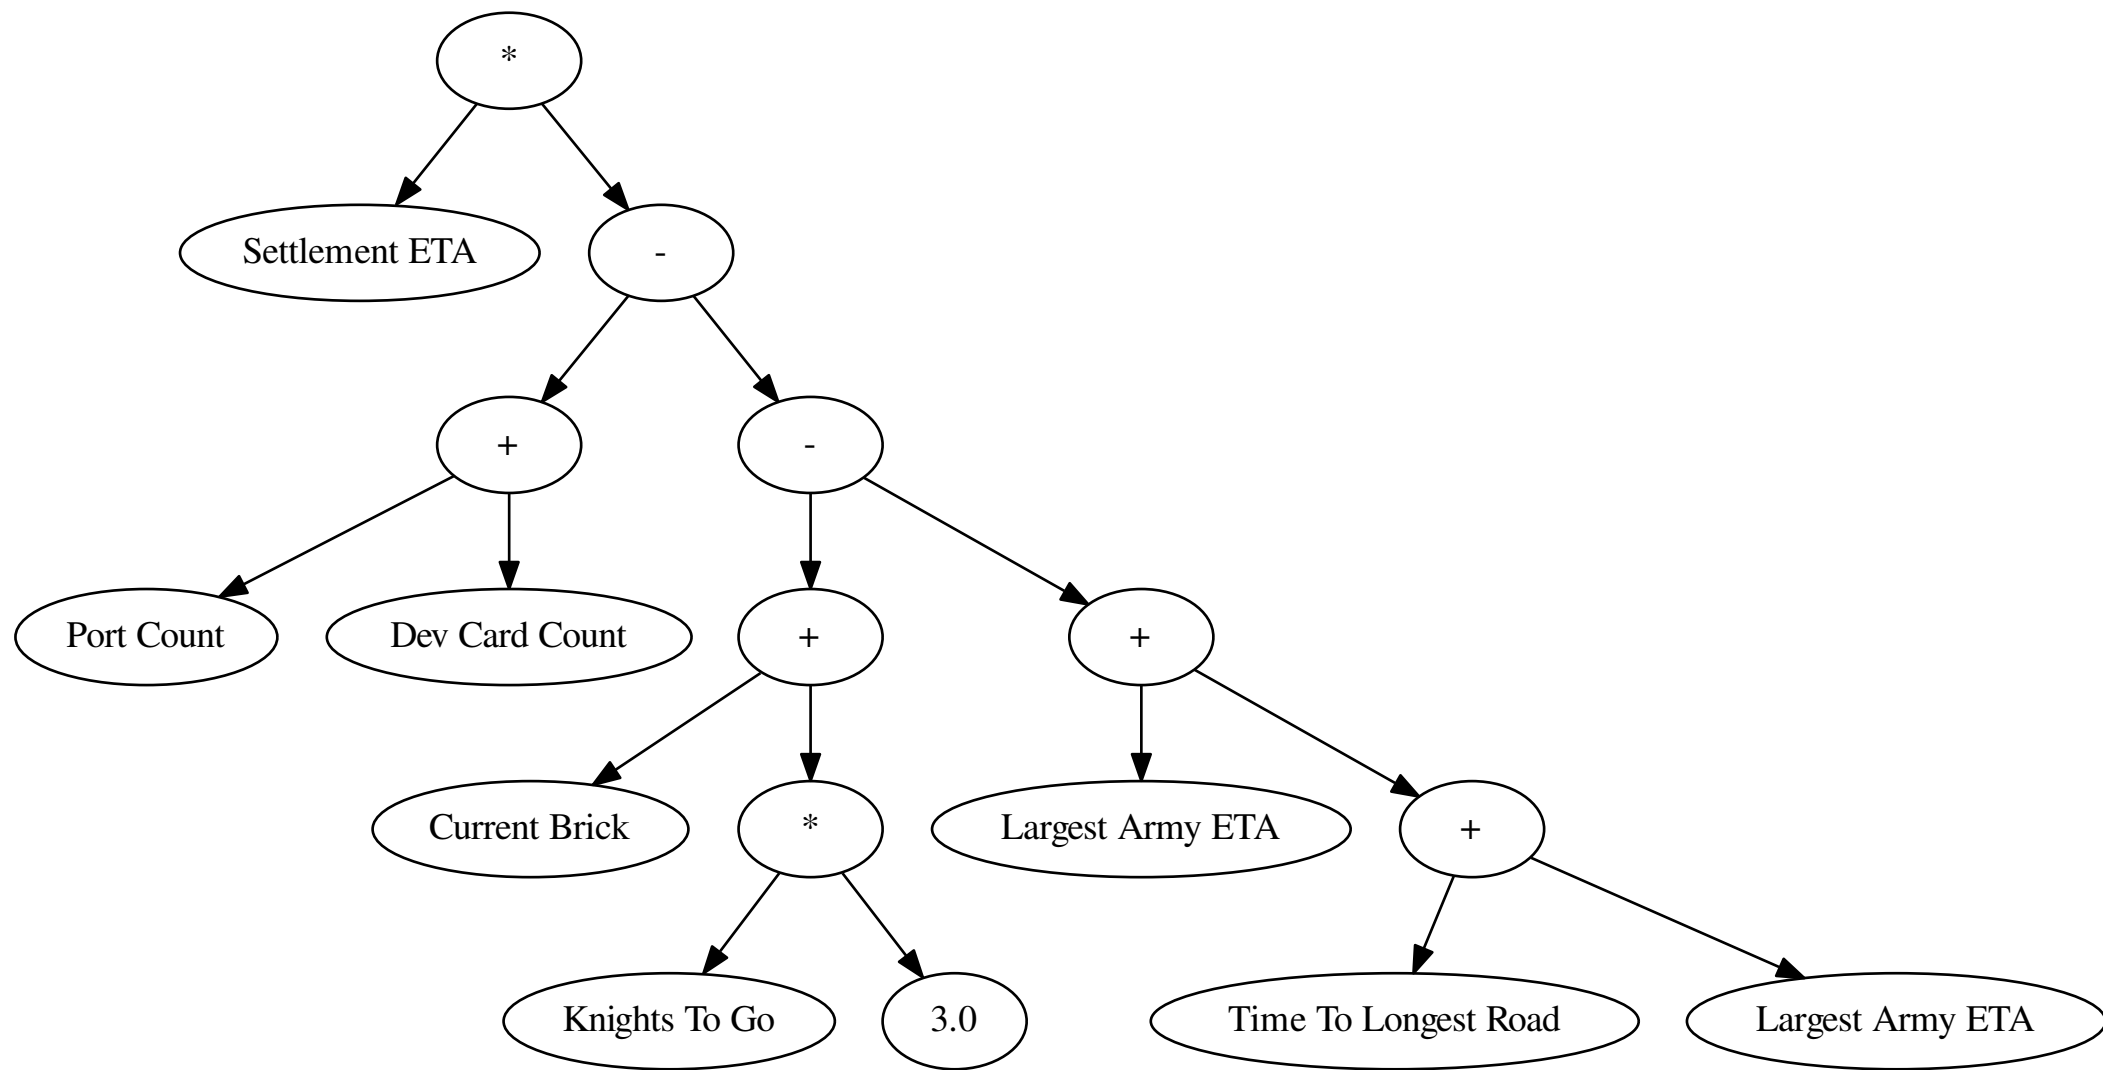 *
Settlement ETA
-
+
-
Port Count
Dev Card Count
+
+
Current Brick
*
Largest Army ETA
+
Knights To Go
3.0
Time To Longest Road
Largest Army ETA